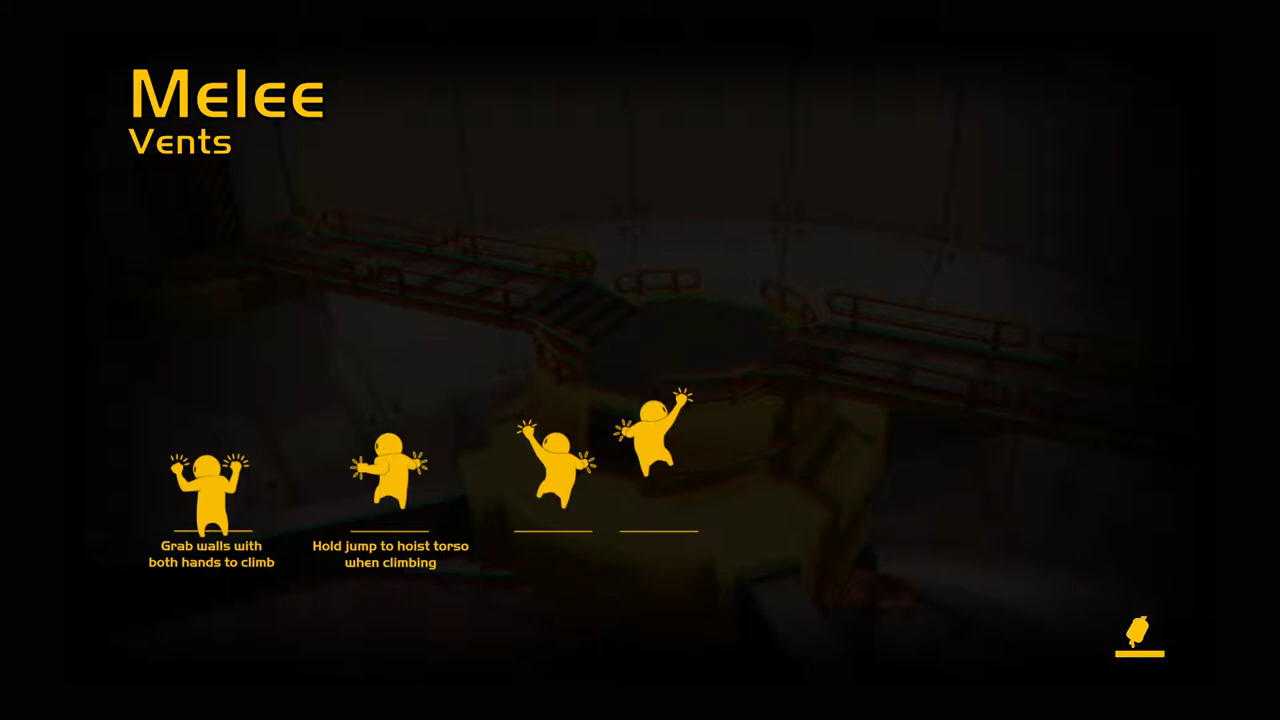 Melee
Vents
Grab walls with
both hands to climb
Hold jump to hoist torso
when climbing